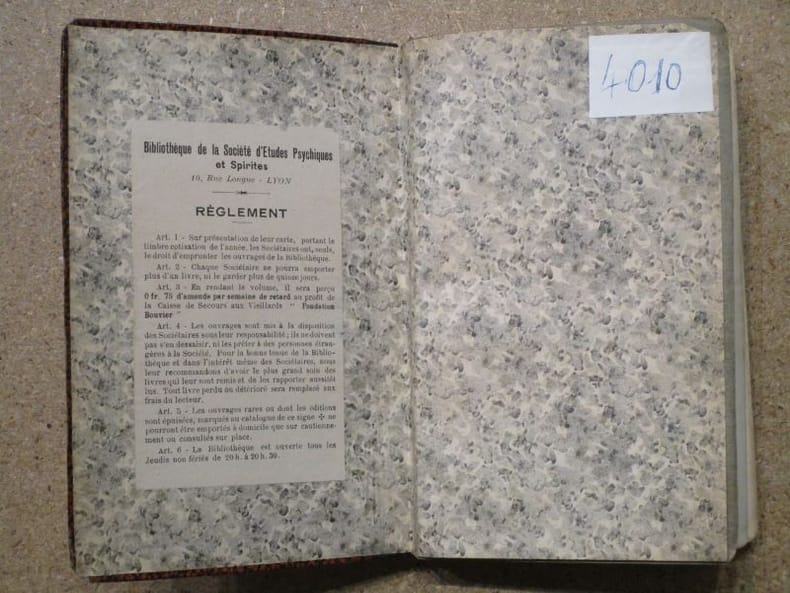 Bibliothèque de la Société d'Etudes Psychiques
et Spirites
10, Rue Longue - LYON
RÈGLEMENT
Art. 1 - Sur présentation de leur carte, portant le
timbre cotisation de l'année, les Sociétaires ont, seuls,
le droit d'emprunter les ouvrages de la Bibliothèque.
Art. 2 - Chaque Sociétaire ne pourra emporter
plus d'un livre, ni le garder plus de quinze jours.
Art. 3 - En rendant le volume, il sera perçu
0 fr. 75 d'amende par semaine de retard au profit de
la Caisse de Secours aux Vieillards " Fondation
Bouvier "
Art. 4 - Les ouvrages sont mis à la disposition
des Sociétaires sous leur responsabilité ; ils ne doivent
pas s'en dessaisir, ni les prêter à des personnes étran-
gères à la Société. Pour la bonne tenue de la Biblio-
thèque et dans l'intérêt même des Sociétaires, nous
leur recommandons d'avoir le plus grand soin des
livres qui leur sont remis et de les rapporter aussitôt
lus. Tout livre perdu ou détérioré sera remplacé aux
frais du lecteur.
Art. 5 - Les ouvrages rares ou dont les éditions
sont épuisées, marqués au catalogue de ce signe ✠ ne
pourront être emportés à domicile que sur cautionne-
ment ou consultés sur place.
Art. 6 - La Bibliothèque est ouverte tous les
Jeudis non fériés de 20 h. à 20 h. 30.
4010